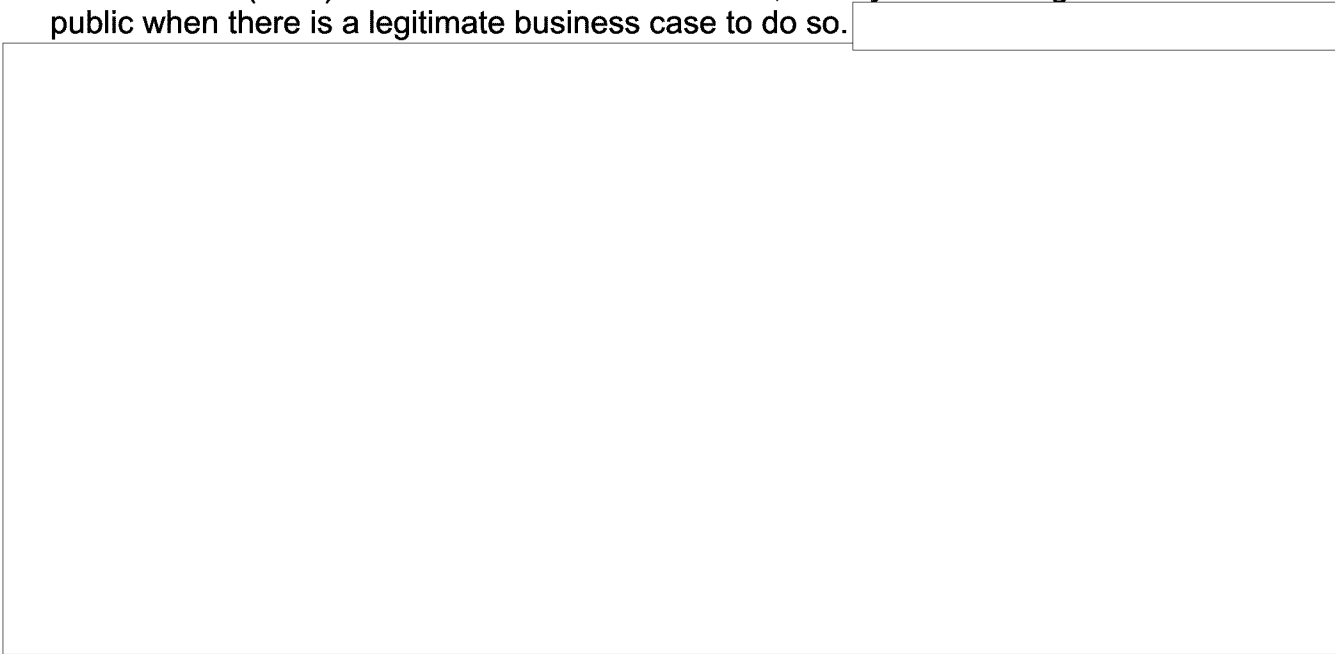 public when there is a legitimate business case to do so.